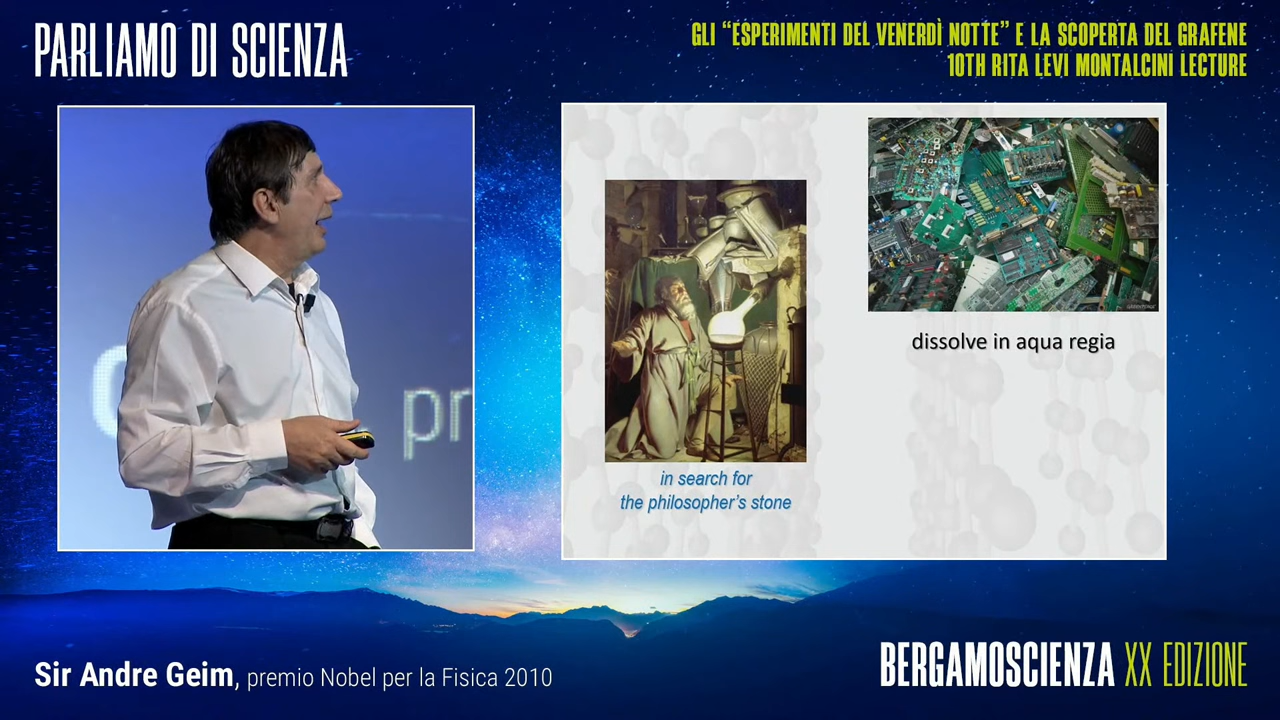 PARLIAMO DI SCIENZA
GLI “ESPERIMENTI DEL VENERDÌ NOTTE” E LA SCOPERTA DEL GRAFENE
10TH RITA LEVI MONTALCINI LECTURE
pr
in search for
the philosopher’s stone
dissolve in aqua regia
Sir Andre Geim, premio Nobel per la Fisica 2010
BERGAMOSCIENZA XX EDIZIONE